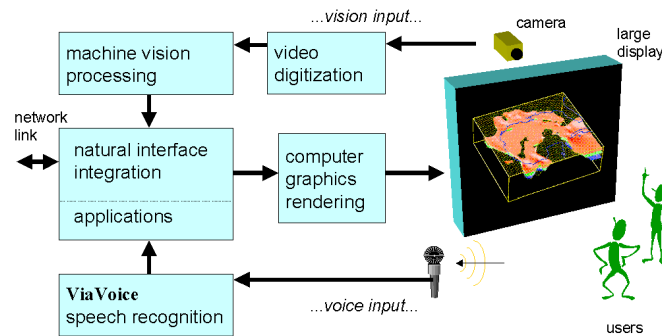 ...vision input...
camera
large
display
machine vision
processing
video
digitization
network
link
natural interface
integration
applications
computer
graphics
rendering
ViaVoice
speech recognition
...voice input...
users